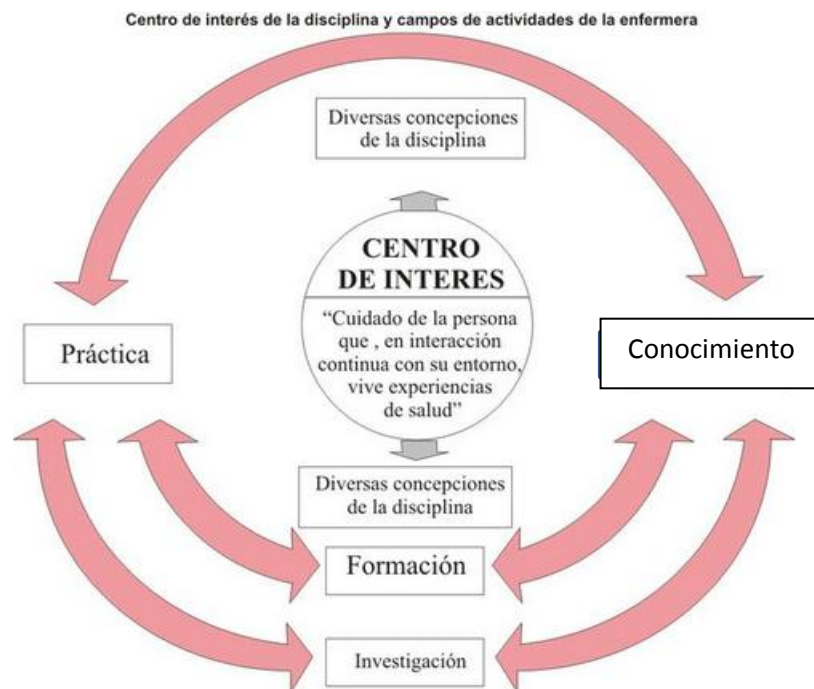 Centro de interés de la disciplina y campos de actividades de la enfermera
Diversas concepciones
de la disciplina
CENTRO
DE INTERES
“Cuidado de la persona
que , en interacción
continua con su entorno,
vive experiencias
de salud”
Práctica
Conocimiento
Diversas concepciones
de la disciplina
Formación
Investigación